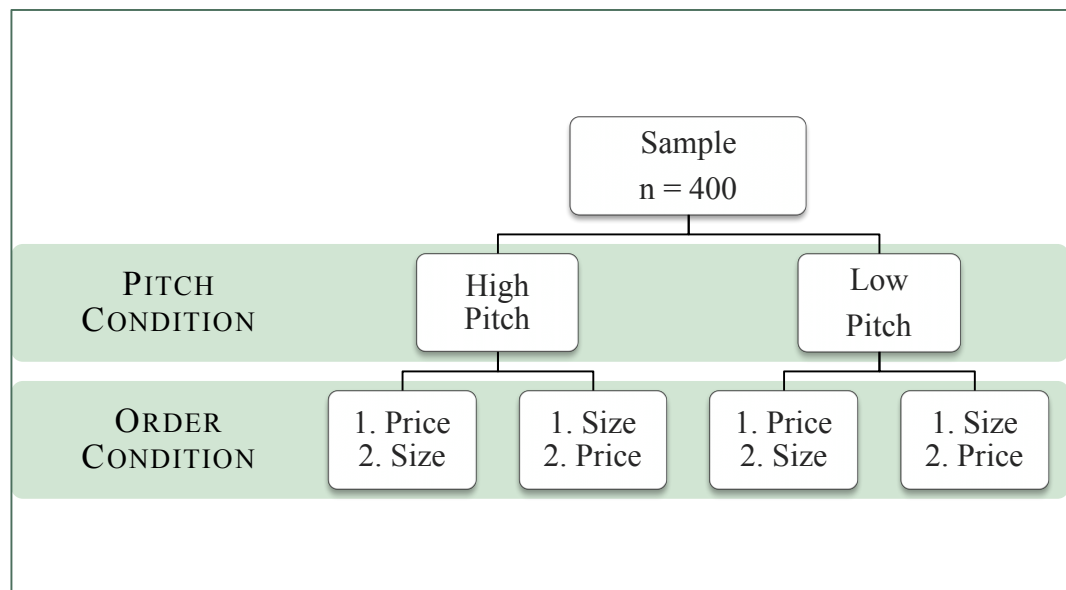 Sample
n = 400
PITCH
CONDITION
High
Pitch
Low
Pitch
ORDER
CONDITION
1. Price
2. Size
1. Size
2. Price
1. Price
2. Size
1. Size
2. Price